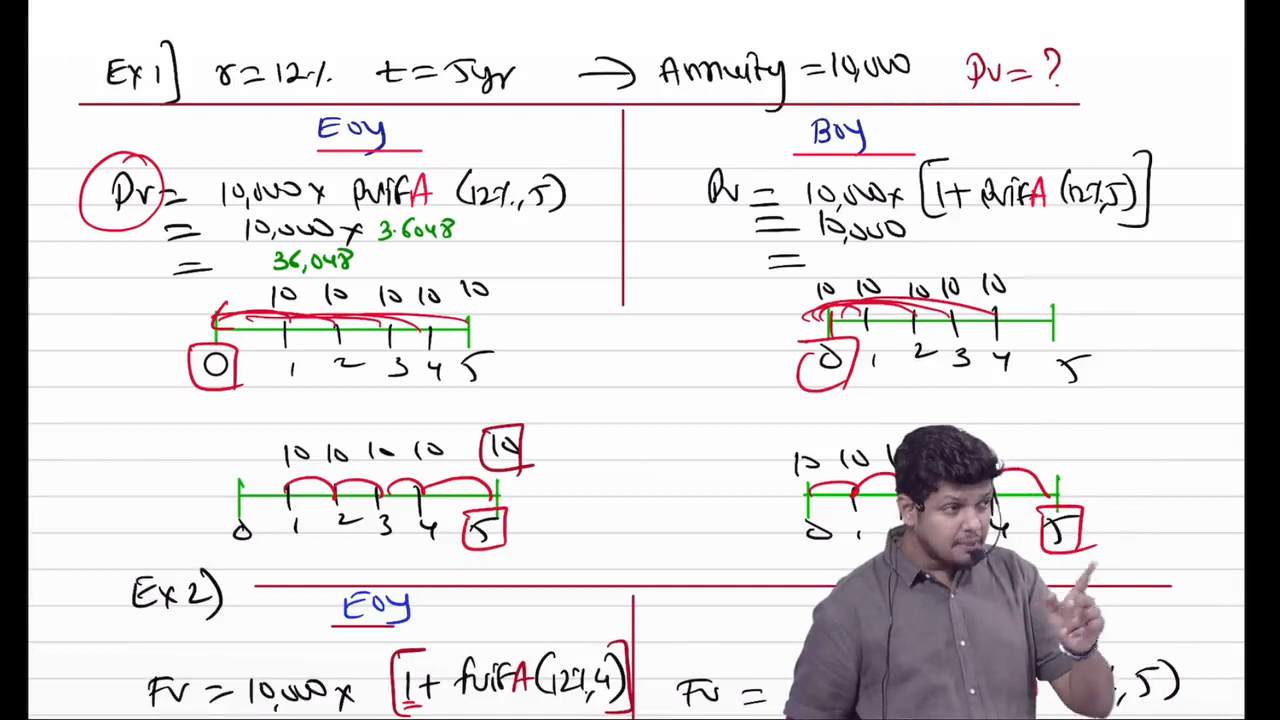 Ex 1] r = 12% t = 5yr → Annuity = 10,000 Pv = ?
Eoy
Pv = 10,000 x pvifA (12%, 5)
= 10,000 x 3.6048
= 36,048
10 10 10 10 10
0 1 2 3 4 5
10 10 10 10 10
0 1 2 3 4 5
Boy
Pv = 10,000 x [1 + pvifA (12%, 5)]
= 10,000
=
10 10 10 10 10
0 1 2 3 4 5
10 10
0 1 4 5
Ex 2)
Eoy
Fv = 10,000 x [1 + fvifA (12%, 4)]
Fv = , 5)